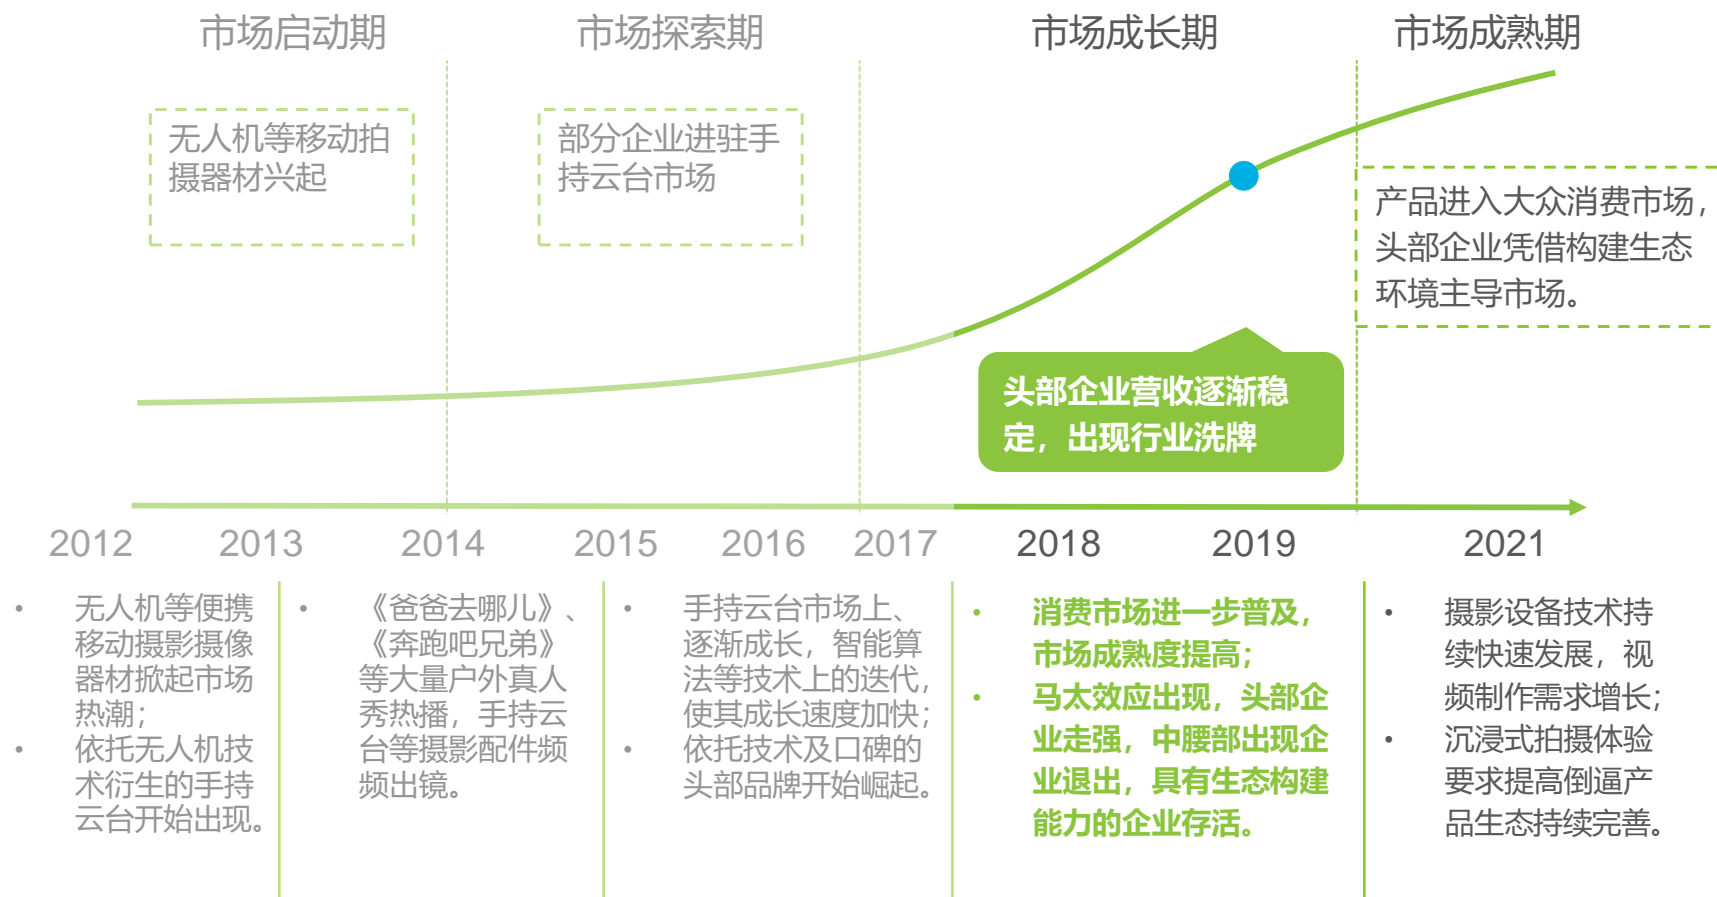 市场启动期
市场探索期
市场成长期
市场成熟期
无人机等移动拍
摄器材兴起
部分企业进驻手
持云台市场
产品进入大众消费市场，
头部企业凭借构建生态
环境主导市场。
头部企业营收逐渐稳
定，出现行业洗牌
2012
2013
2014
2015
2016
2017
2018
2019
2021
• 无人机等便携
移动摄影摄像
器材掀起市场
热潮；
• 依托无人机技
术衍生的手持
云台开始出现。
• 《爸爸去哪儿》、
《奔跑吧兄弟》
等大量户外真人
秀热播，手持云
台等摄影配件频
频出镜。
• 手持云台市场上、
逐渐成长，智能算
法等技术上的迭代，
使其成长速度加快；
• 依托技术及口碑的
头部品牌开始崛起。
• 消费市场进一步普及，
市场成熟度提高；
• 马太效应出现，头部企
业走强，中腰部出现企
业退出，具有生态构建
能力的企业存活。
• 摄影设备技术持
续快速发展，视
频制作需求增长；
• 沉浸式拍摄体验
要求提高倒逼产
品生态持续完善。